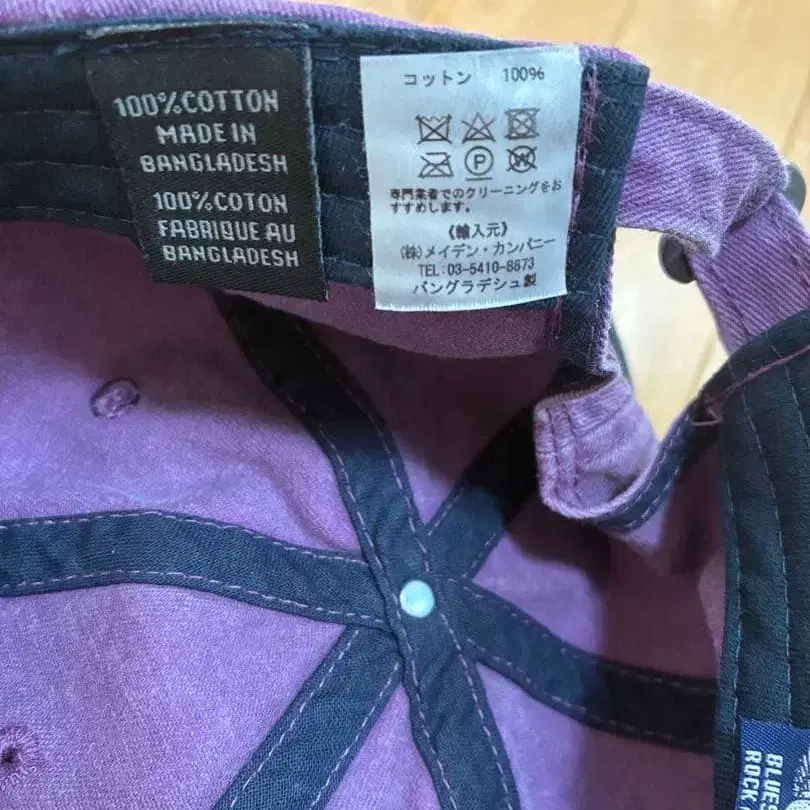 100%COTTON
MADE IN
BANGLADESH
100%COTON
FABRIQUE AU
BANGLADESH
コットン 100%
P
専門業者でのクリーニングをお
すすめします。
《輸入元》
(株)メイデン・カンパニー
TEL:03-5410-8873
バングラデシュ製
BLUES
ROCK